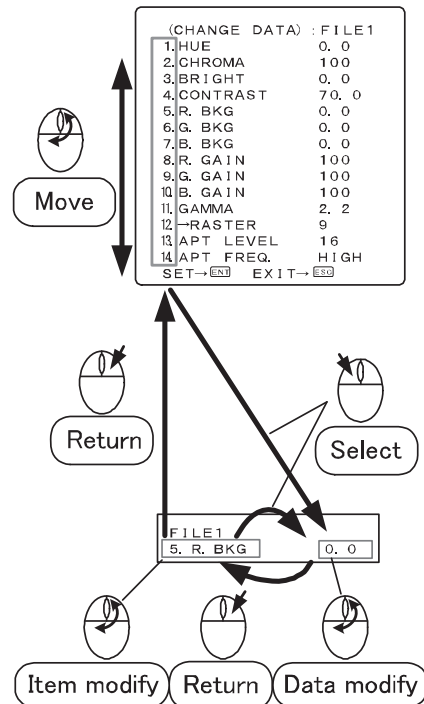 (CHANGE DATA) : FILE1
1. HUE 0. 0
2. CHROMA 100
3. BRIGHT 0. 0
4. CONTRAST 70. 0
5. R. BKG 0. 0
6. G. BKG 0. 0
7. B. BKG 0. 0
8. R. GAIN 100
9. G. GAIN 100
10. B. GAIN 100
11. GAMMA 2. 2
12. →RASTER 9
13. APT LEVEL 16
14. APT FREQ. HIGH
SET→ ENT EXIT→ ESC
Move
Return
Select
FILE1
5. R. BKG 0. 0
Item modify Return Data modify